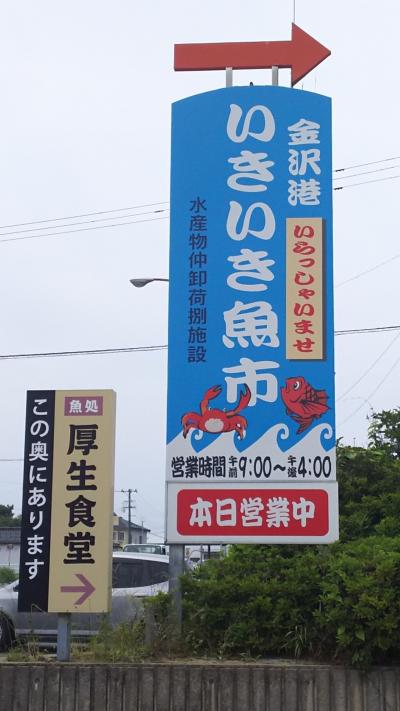 金沢港
いきいき魚市
いらっしゃいませ
水産物仲卸荷捌施設
営業時間 午前9:00〜午後4:00
本日営業中
魚処
厚生食堂
この奥にあります